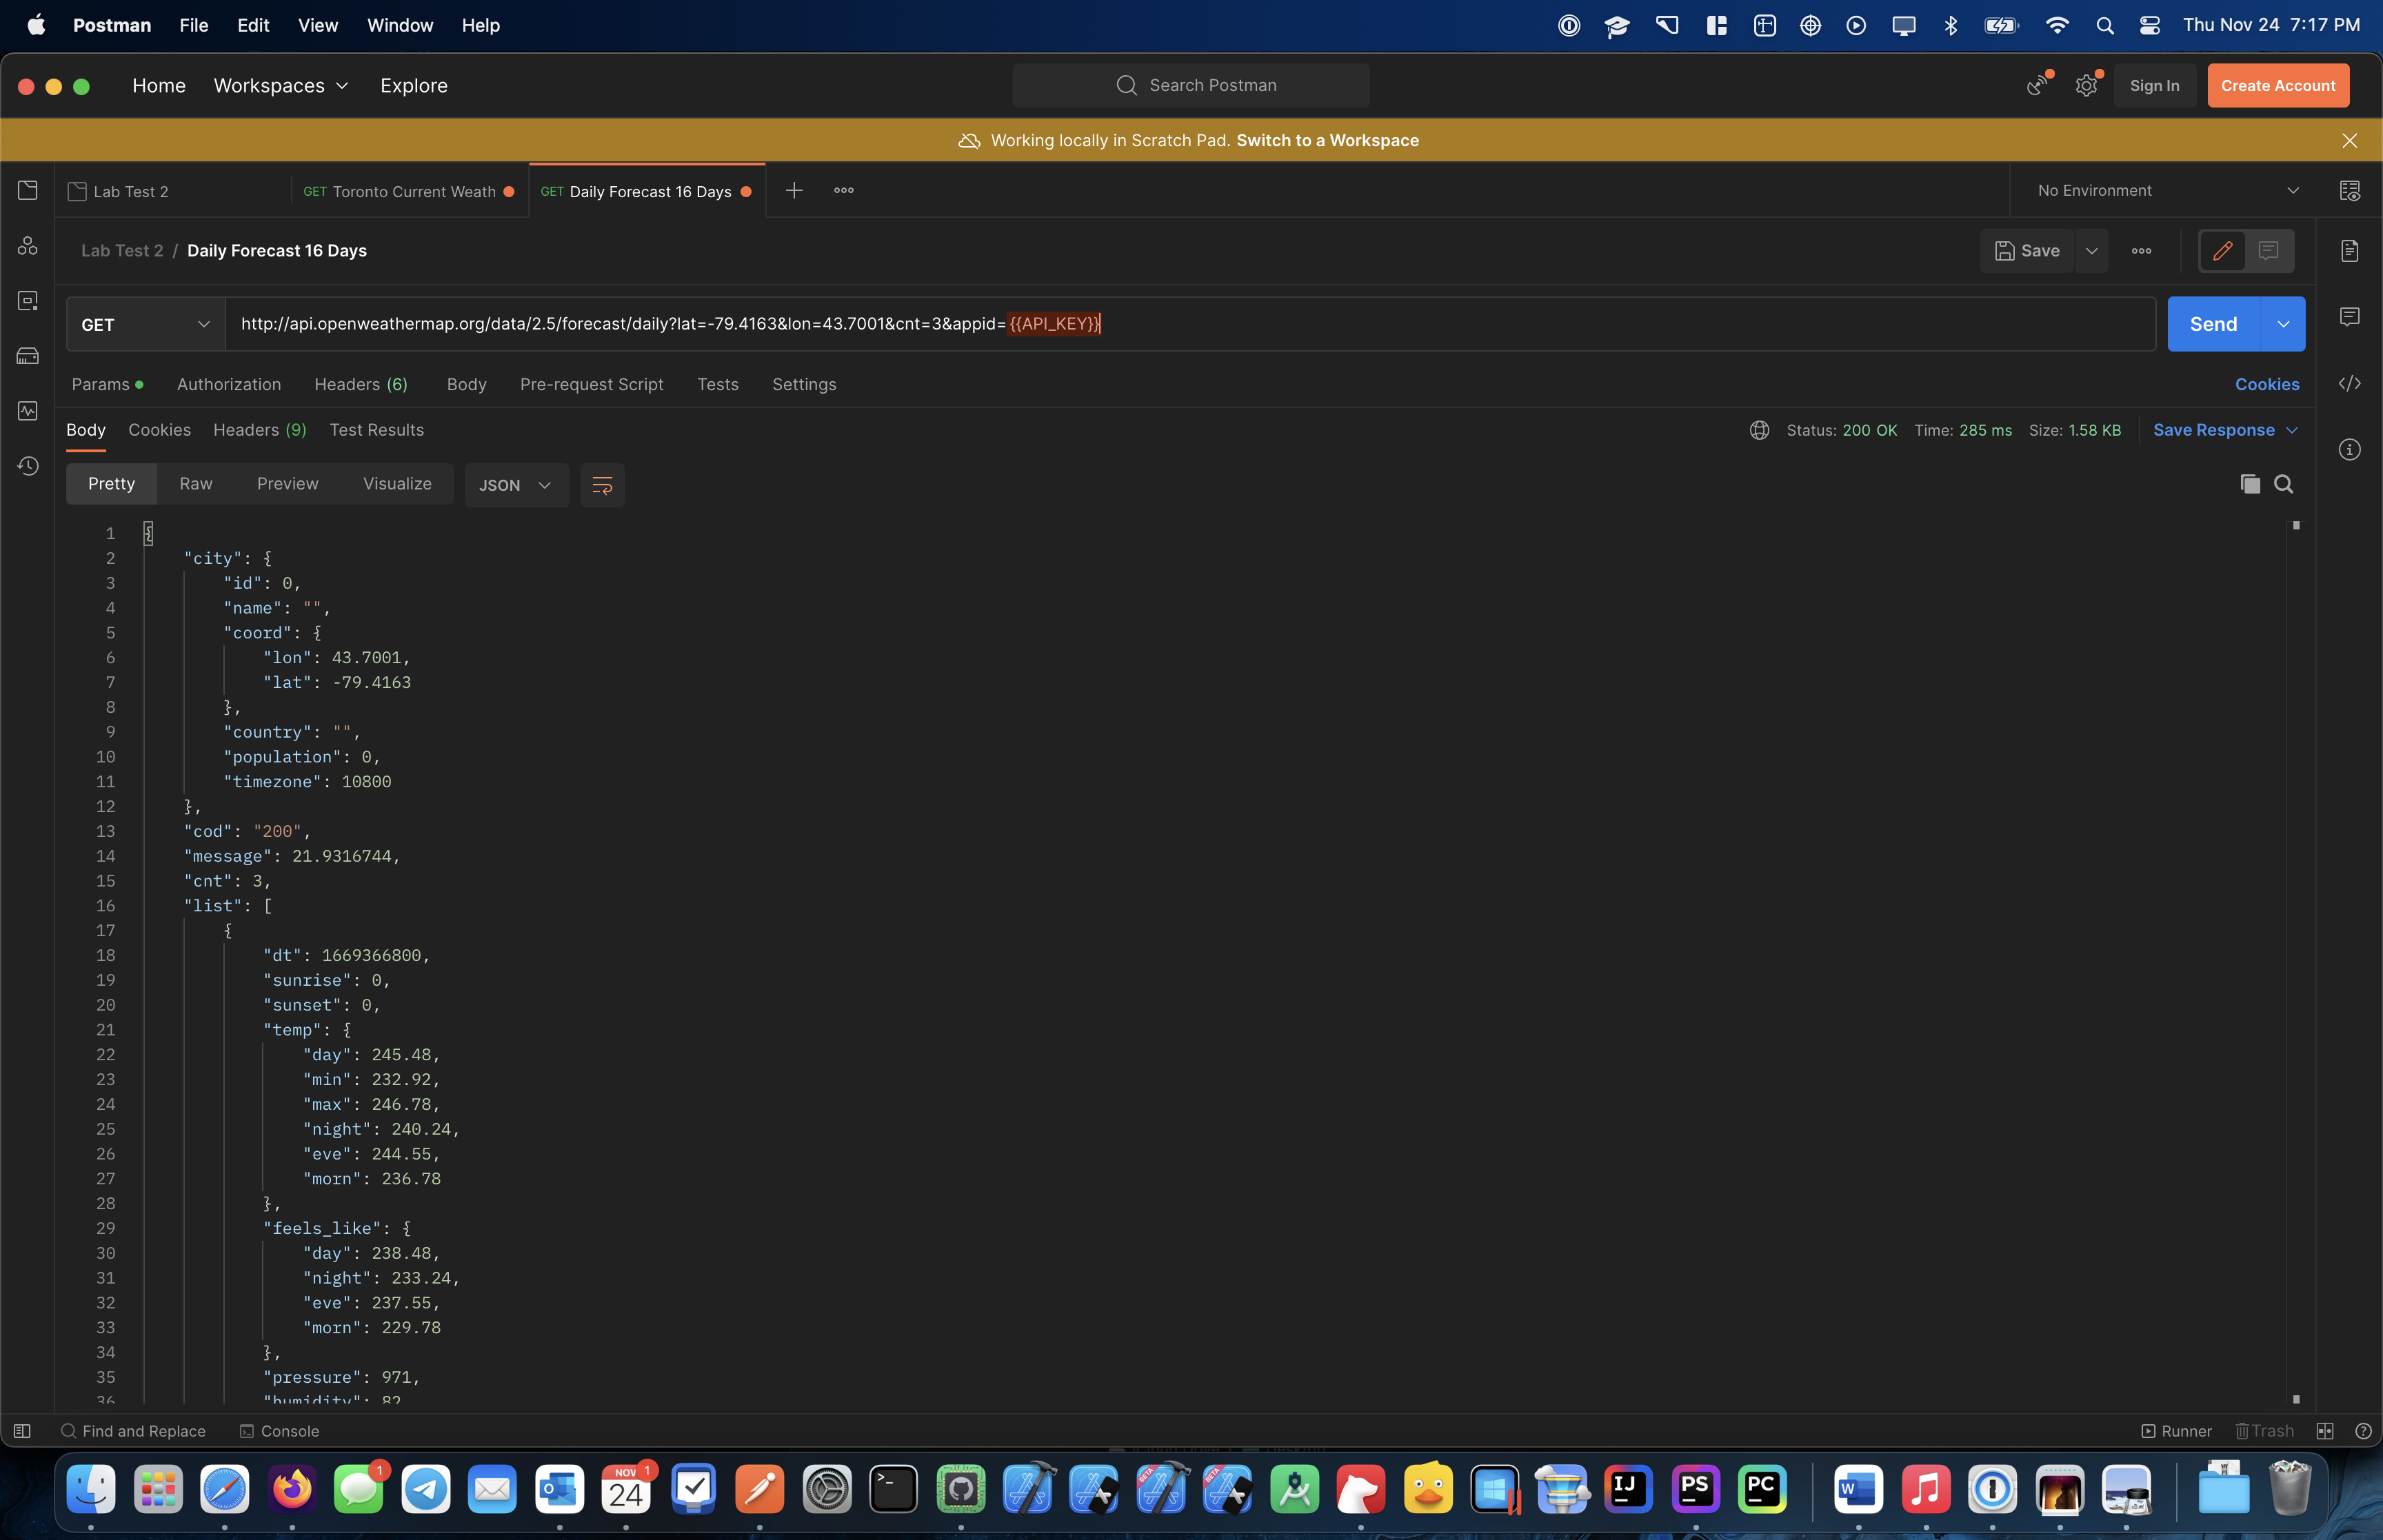 Postman File Edit View Window Help Thu Nov 24 7:17 PM
Home Workspaces Explore Search Postman Sign In Create Account
Working locally in Scratch Pad. Switch to a Workspace
Lab Test 2 GET Toronto Current Weath GET Daily Forecast 16 Days No Environment
Lab Test 2 / Daily Forecast 16 Days Save
GET http://api.openweathermap.org/data/2.5/forecast/daily?lat=-79.4163&lon=43.7001&cnt=3&appid={{API_KEY}} Send
Params Authorization Headers (6) Body Pre-request Script Tests Settings Cookies
Body Cookies Headers (9) Test Results Status: 200 OK Time: 285 ms Size: 1.58 KB Save Response
Pretty Raw Preview Visualize JSON
1 {
2 "city": {
3 "id": 0,
4 "name": "",
5 "coord": {
6 "lon": 43.7001,
7 "lat": -79.4163
8 },
9 "country": "",
10 "population": 0,
11 "timezone": 10800
12 },
13 "cod": "200",
14 "message": 21.9316744,
15 "cnt": 3,
16 "list": [
17 {
18 "dt": 1669366800,
19 "sunrise": 0,
20 "sunset": 0,
21 "temp": {
22 "day": 245.48,
23 "min": 232.92,
24 "max": 246.78,
25 "night": 240.24,
26 "eve": 244.55,
27 "morn": 236.78
28 },
29 "feels_like": {
30 "day": 238.48,
31 "night": 233.24,
32 "eve": 237.55,
33 "morn": 229.78
34 },
35 "pressure": 971,
36 "humidity": 82
Find and Replace Console Runner Trash
1 NOV 1 24 BETA BETA IJ PS PC W